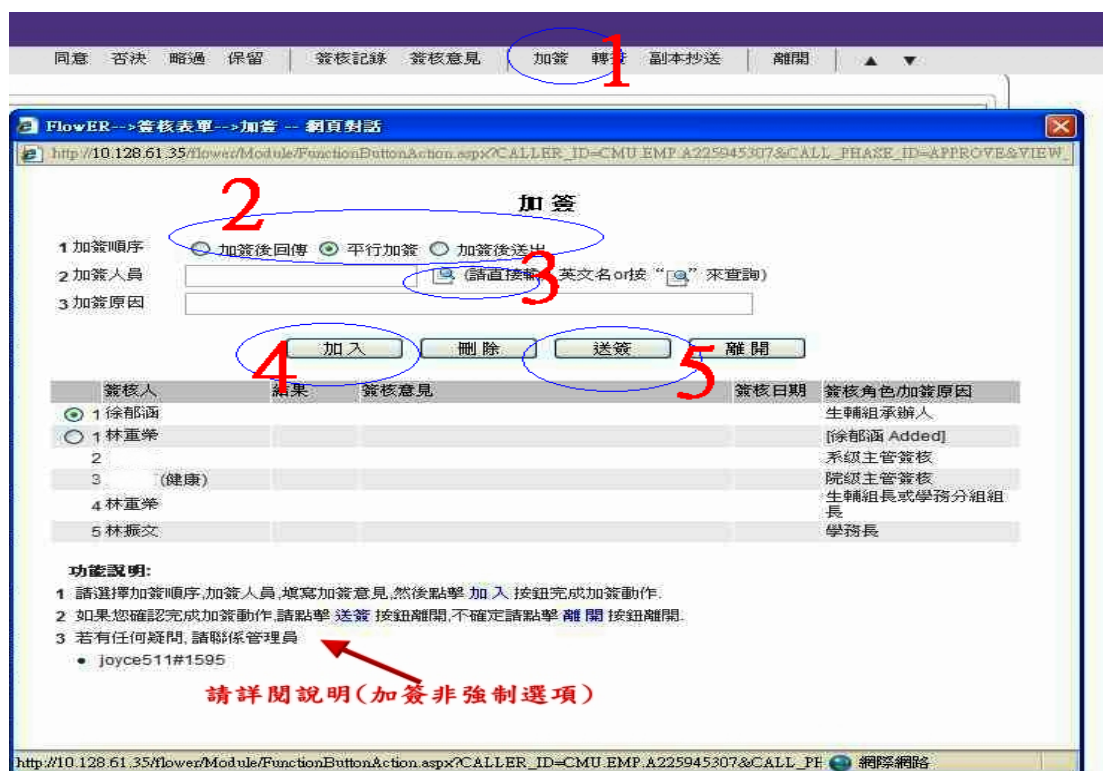 同意 否決 略過 保留 | 簽核記錄 簽核意見 | 加簽 轉簽 副本抄送 | 離開 | ▲ ▼
1
FlowER-->簽核表單-->加簽 -- 網頁對話
http://10.128.61.35/flower/Module/FunctionButtonAction.aspx?CALLER_ID=CMU.EMP.A225945307&CALL_PHASE_ID=APPROVE&VIEW_
加 簽
2
1 加簽順序 加簽後回傳 平行加簽 加簽後送出
2 加簽人員 (請直接輸 英文名or按 “ ” 來查詢)
3
3 加簽原因
加 入 刪 除 送簽 離 開
4 5
簽核人 結果 簽核意見 簽核日期 簽核角色/加簽原因
1 徐郁涵 生輔組承辦人
1 林重榮 [徐郁涵 Added]
2 系級主管簽核
3 (健康) 院級主管簽核
4 林重榮 生輔組長或學務分組組
長
5 林振文 學務長
功能說明:
1 請選擇加簽順序,加簽人員,填寫加簽意見,然後點擊 加 入 按鈕完成加簽動作.
2 如果您確認完成加簽動作,請點擊 送簽 按鈕離開,不確定請點擊 離 開 按鈕離開.
3 若有任何疑問, 請聯係管理員
• joyce511#1595
請詳閱說明(加簽非強制選項)
http://10.128.61.35/flower/Module/FunctionButtonAction.aspx?CALLER_ID=CMU.EMP.A225945307&CALL_PH 網際網路